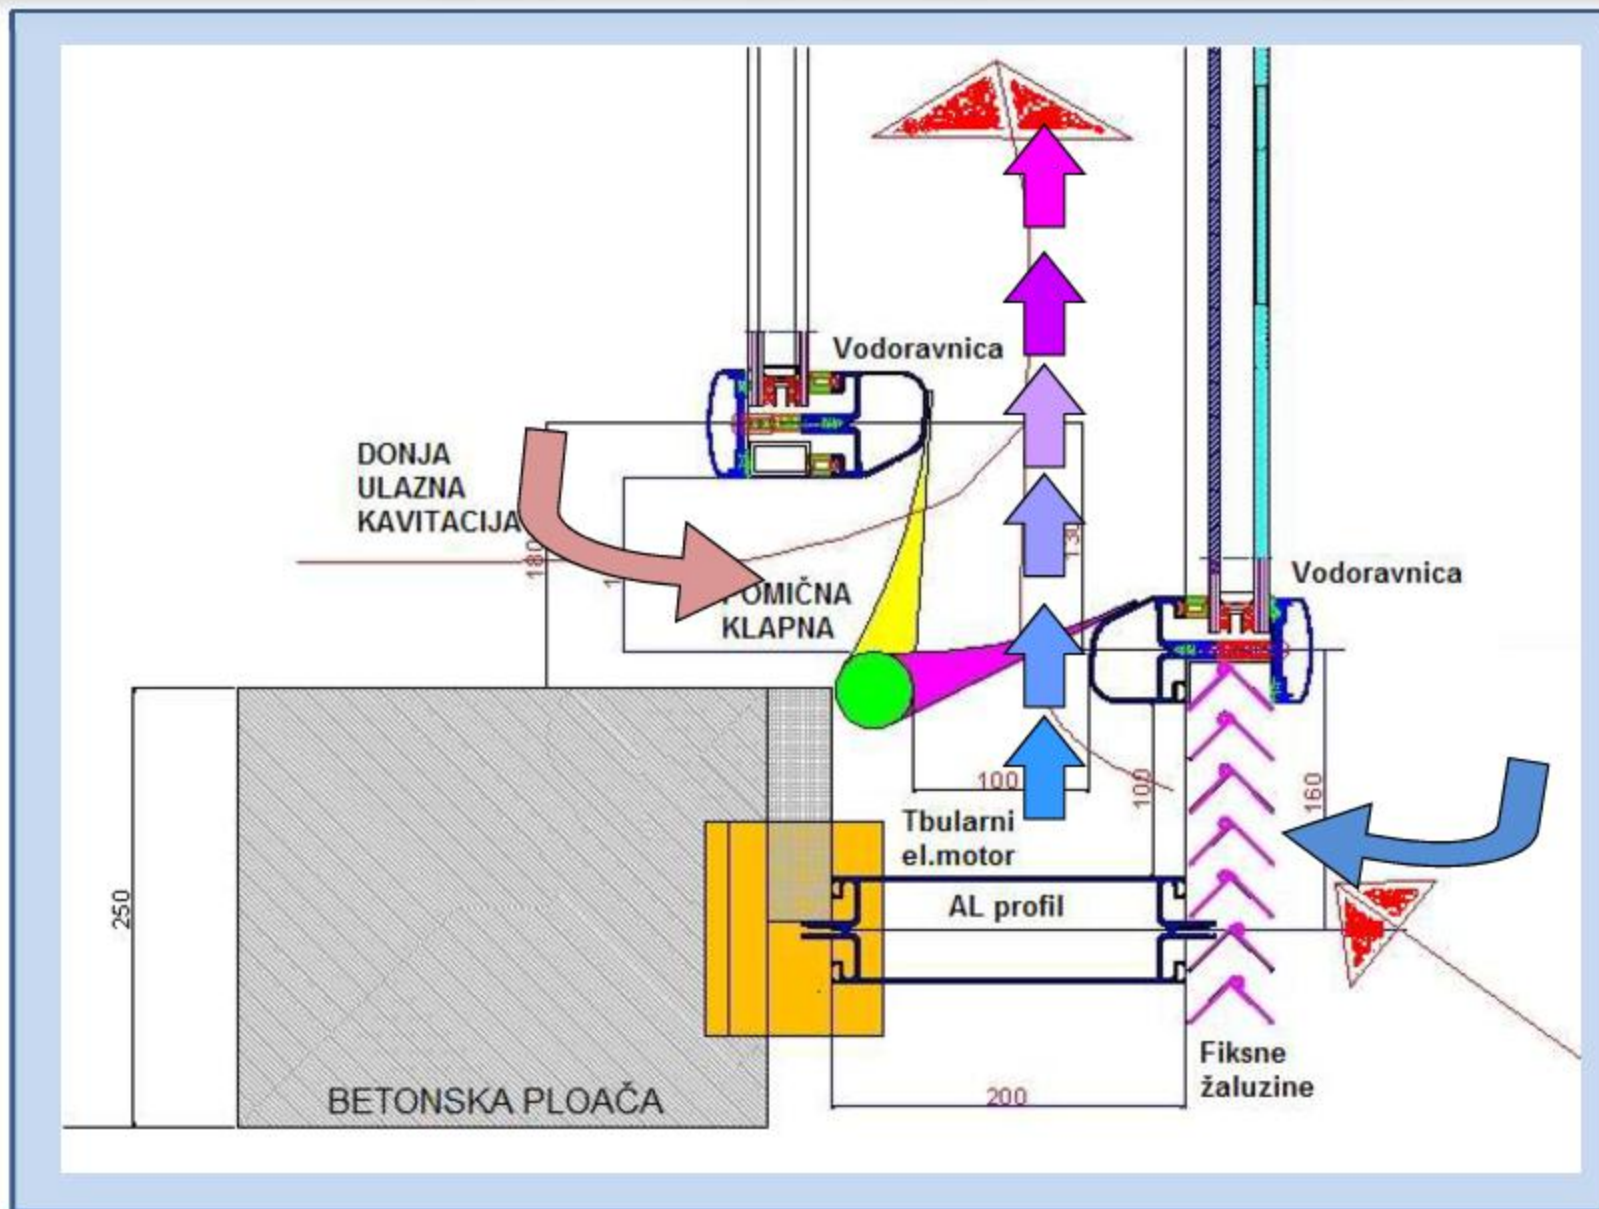 Vodoravnica
DONJA
ULAZNA
KAVITACIJA
180
130
Vodoravnica
POMIČNA
KLAPNA
100
100
160
Tbularni
el.motor
AL profil
250
Fiksne
žaluzine
BETONSKA PLOAČA
200